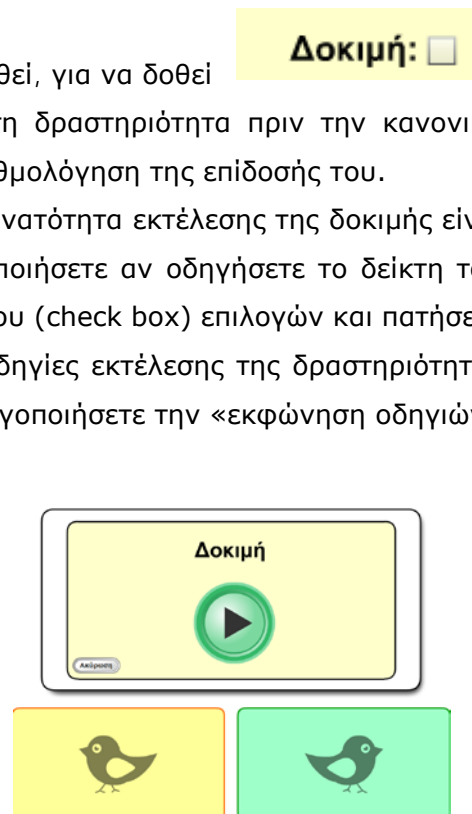 Δοκιμή:
θεί, για να δοθεί
τη δραστηριότητα πριν την κανονι
θμολόγηση της επίδοσής του.
νατότητα εκτέλεσης της δοκιμής είν
ποιήσετε αν οδηγήσετε το δείκτη τ
ου (check box) επιλογών και πατήσε
δηγίες εκτέλεσης της δραστηριότητ
γοποιήσετε την «εκφώνηση οδηγιών
Δοκιμή
Ακύρωση